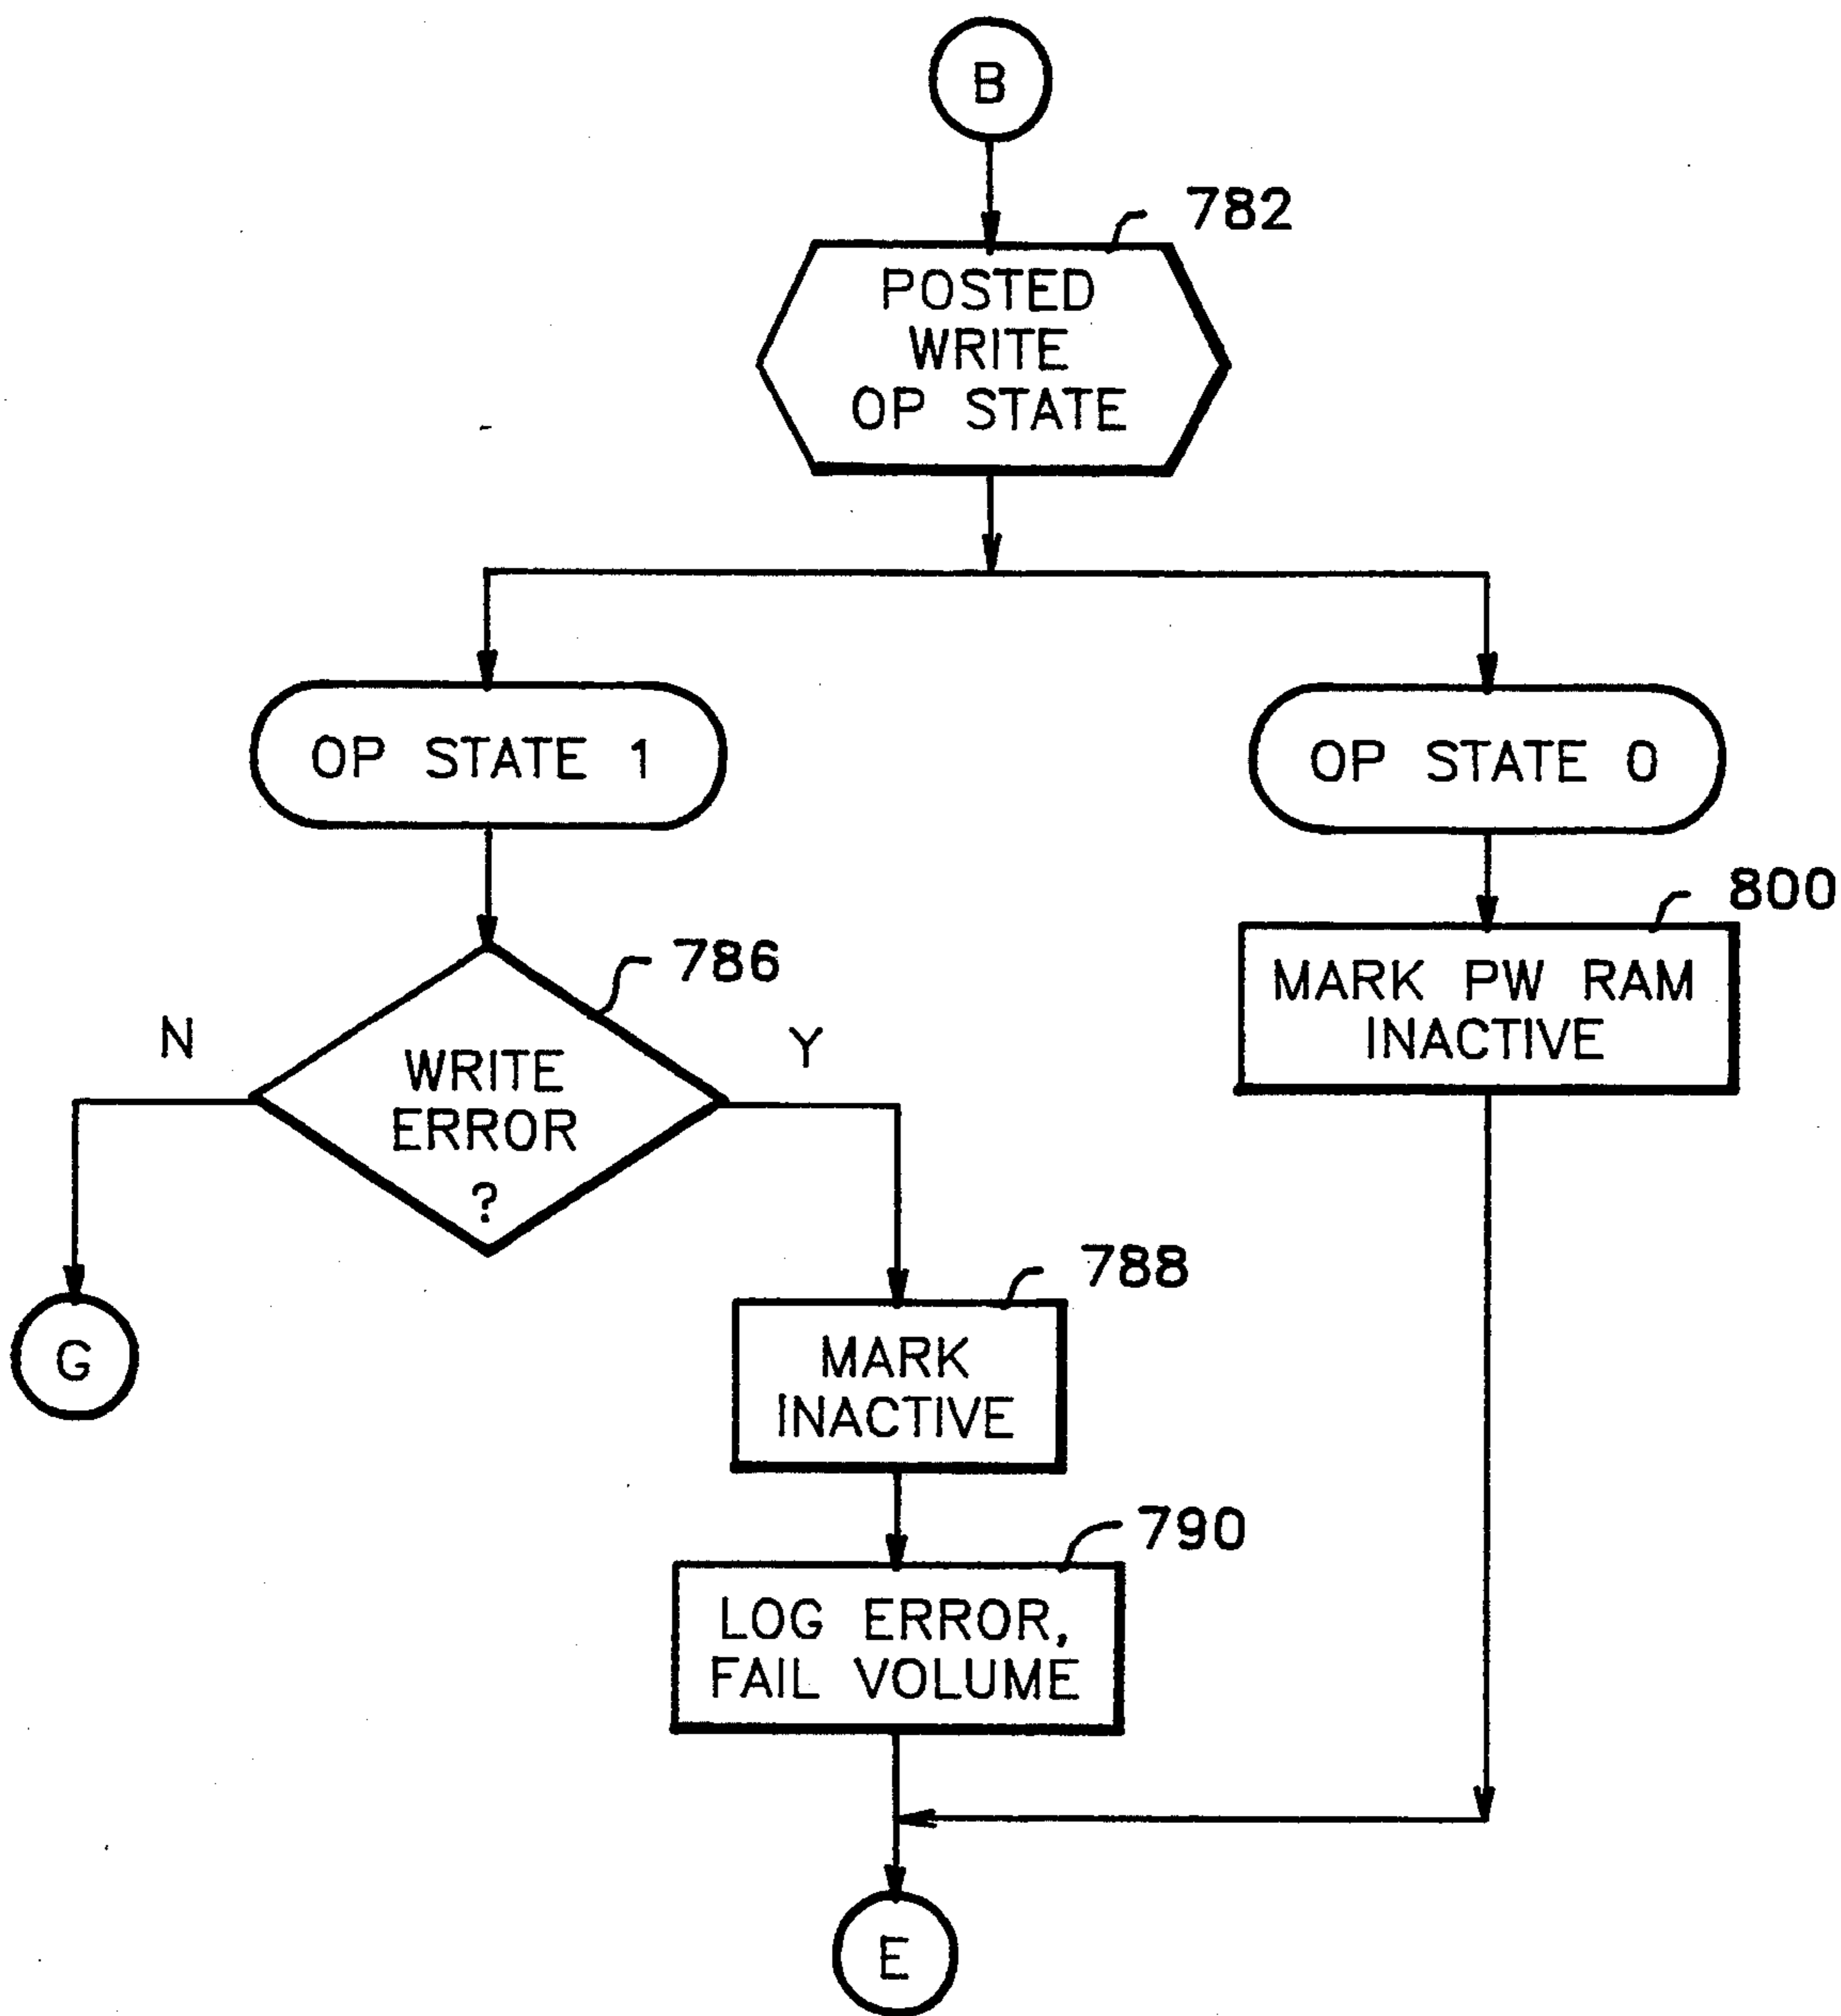 B
782
POSTED
WRITE
OP STATE
OP STATE 1
OP STATE 0
800
MARK PW RAM
INACTIVE
786
N
Y
WRITE
ERROR
?
788
G
MARK
INACTIVE
790
LOG ERROR,
FAIL VOLUME
E